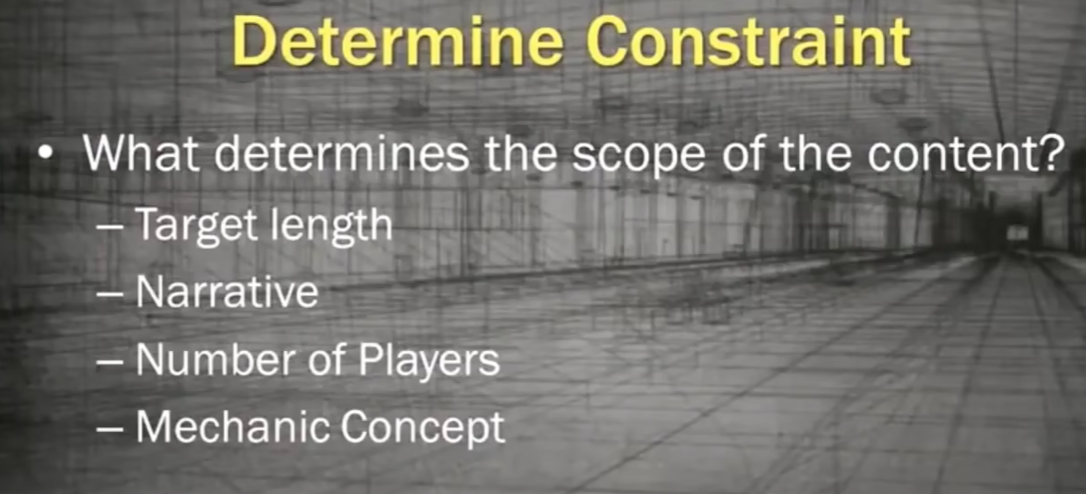 Determine Constraint
• What determines the scope of the content?
– Target length
– Narrative
– Number of Players
– Mechanic Concept